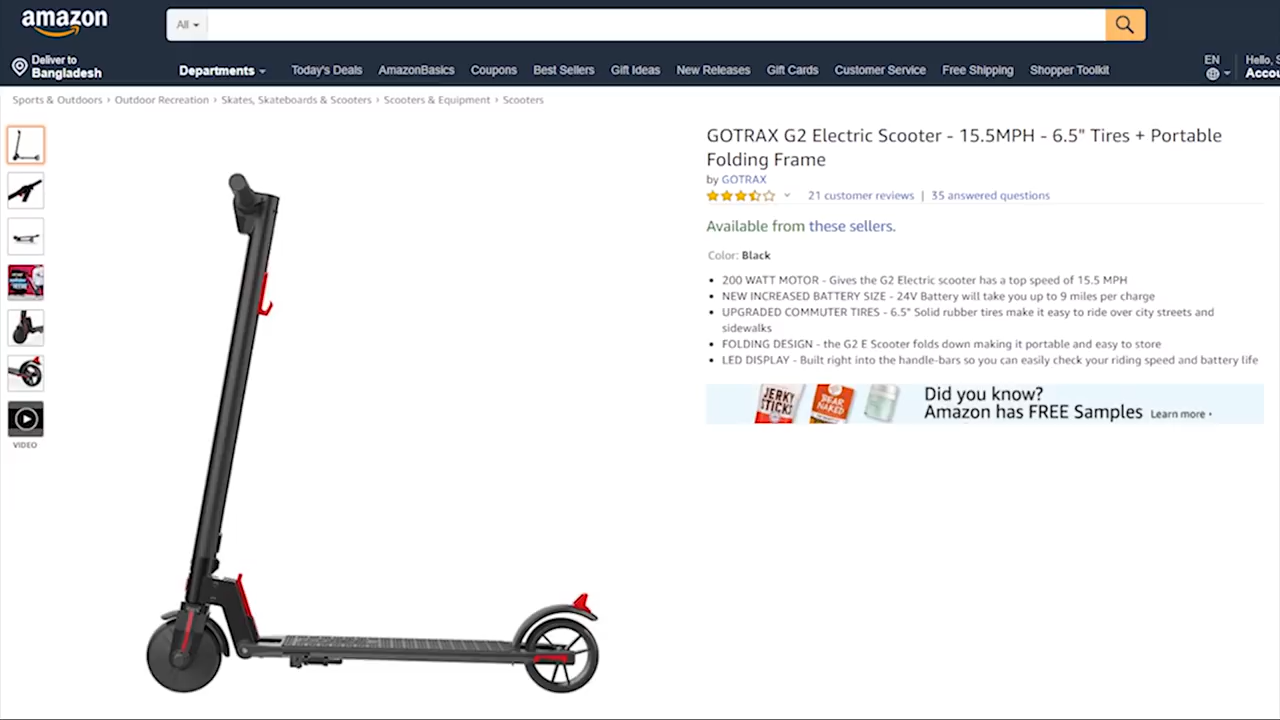 amazon
All
Deliver to
Bangladesh
Departments
Today's Deals
AmazonBasics
Coupons
Best Sellers
Gift Ideas
New Releases
Gift Cards
Customer Service
Free Shipping
Shopper Toolkit
EN
Hello, S
Accou
Sports & Outdoors › Outdoor Recreation › Skates, Skateboards & Scooters › Scooters & Equipment › Scooters
GOTRAX G2 Electric Scooter - 15.5MPH - 6.5" Tires + Portable
Folding Frame
by GOTRAX
21 customer reviews | 35 answered questions
Available from these sellers.
Color: Black
• 200 WATT MOTOR - Gives the G2 Electric scooter has a top speed of 15.5 MPH
• NEW INCREASED BATTERY SIZE - 24V Battery will take you up to 9 miles per charge
• UPGRADED COMMUTER TIRES - 6.5" Solid rubber tires make it easy to ride over city streets and
sidewalks
• FOLDING DESIGN - the G2 E Scooter folds down making it portable and easy to store
• LED DISPLAY - Built right into the handle-bars so you can easily check your riding speed and battery life
JERKY
STICKS
BEAR
NAKED
Did you know?
Amazon has FREE Samples Learn more
VIDEO